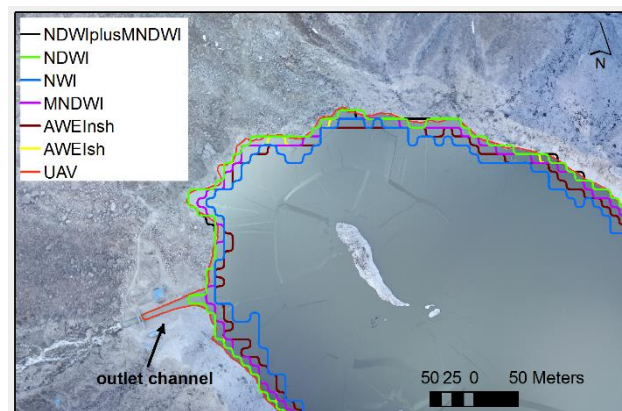 NDWIplusMNDWI
NDWI
NWI
MNDWI
AWEInsh
AWEIsh
UAV
N
outlet channel
50 25 0 50 Meters